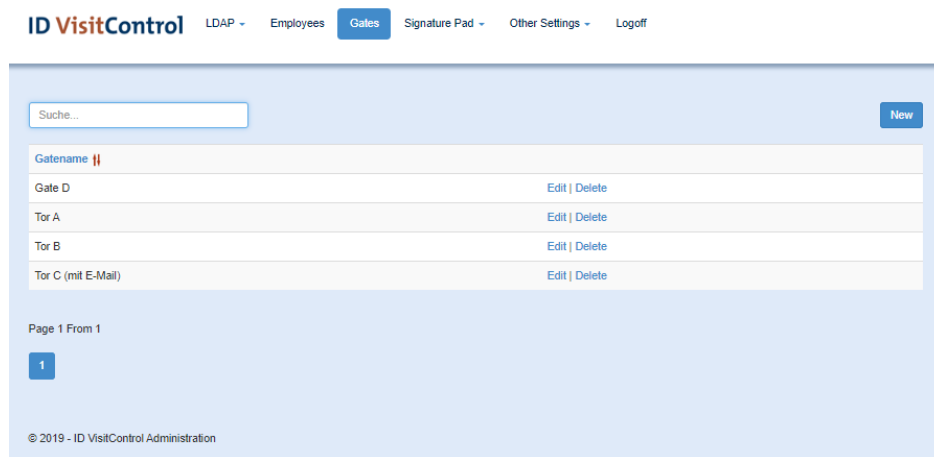 ID VisitControl LDAP Employees Gates Signature Pad Other Settings Logoff
Suche... New
Gatename
Gate D Edit | Delete
Tor A Edit | Delete
Tor B Edit | Delete
Tor C (mit E-Mail) Edit | Delete
Page 1 From 1
1
© 2019 - ID VisitControl Administration